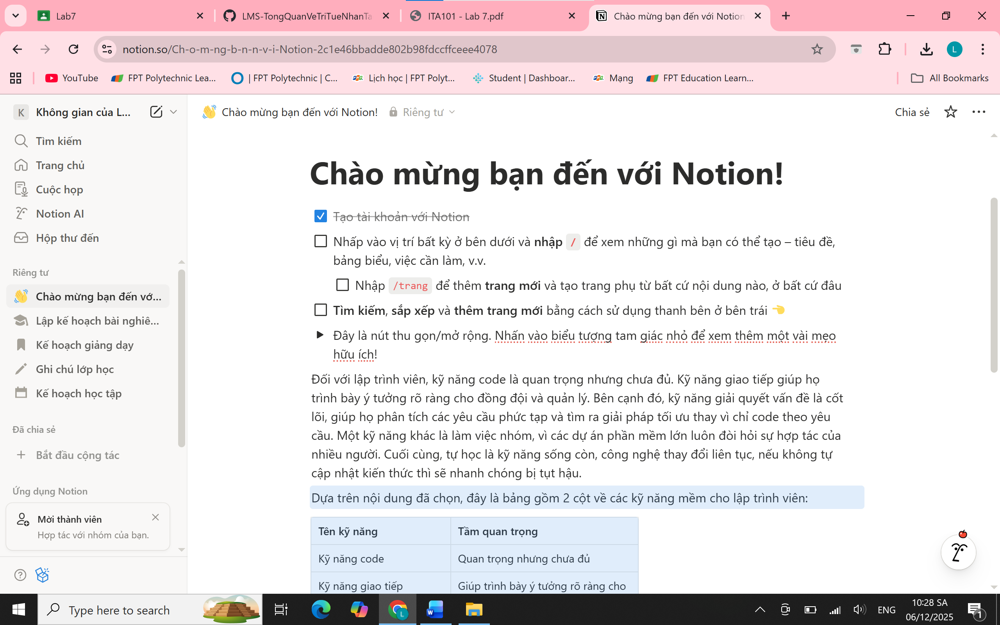 Lab7
LMS-TongQuanVeTriTueNhanTa
ITA101 - Lab 7.pdf
Chào mừng bạn đến với Notion
notion.so/Ch-o-m-ng-b-n-n-v-i-Notion-2c1e46bbadde802b98fdccffceee4078
L
YouTube
FPT Polytechnic Lea...
| FPT Polytechnic | C...
Lịch học | FPT Polyt...
Student | Dashboar...
Mạng
FPT Education Learn...
All Bookmarks
K Không gian của L...
Chào mừng bạn đến với Notion!
Riêng tư
Chia sẻ
Tìm kiếm
Trang chủ
Cuộc họp
Notion AI
Hộp thư đến
Riêng tư
Chào mừng bạn đến vớ...
Lập kế hoạch bài nghiê...
Kế hoạch giảng dạy
Ghi chú lớp học
Kế hoạch học tập
Đã chia sẻ
Bắt đầu cộng tác
Ứng dụng Notion
Mời thành viên
Hợp tác với nhóm của bạn.
Chào mừng bạn đến với Notion!
Tạo tài khoản với Notion
Nhấp vào vị trí bất kỳ ở bên dưới và nhập / để xem những gì mà bạn có thể tạo – tiêu đề,
bảng biểu, việc cần làm, v.v.
Nhập /trang để thêm trang mới và tạo trang phụ từ bất cứ nội dung nào, ở bất cứ đâu
Tìm kiếm, sắp xếp và thêm trang mới bằng cách sử dụng thanh bên ở bên trái 👈
Đây là nút thu gọn/mở rộng. Nhấn vào biểu tượng tam giác nhỏ để xem thêm một vài mẹo
hữu ích!
Đối với lập trình viên, kỹ năng code là quan trọng nhưng chưa đủ. Kỹ năng giao tiếp giúp họ
trình bày ý tưởng rõ ràng cho đồng đội và quản lý. Bên cạnh đó, kỹ năng giải quyết vấn đề là cốt
lõi, giúp họ phân tích các yêu cầu phức tạp và tìm ra giải pháp tối ưu thay vì chỉ code theo yêu
cầu. Một kỹ năng khác là làm việc nhóm, vì các dự án phần mềm lớn luôn đòi hỏi sự hợp tác của
nhiều người. Cuối cùng, tự học là kỹ năng sống còn, công nghệ thay đổi liên tục, nếu không tự
cập nhật kiến thức thì sẽ nhanh chóng bị tụt hậu.
Dựa trên nội dung đã chọn, đây là bảng gồm 2 cột về các kỹ năng mềm cho lập trình viên:
Tên kỹ năng
Tầm quan trọng
Kỹ năng code
Quan trọng nhưng chưa đủ
Kỹ năng giao tiếp
Giúp trình bày ý tưởng rõ ràng cho
Type here to search
L
W
ENG
10:28 SA
06/12/2025
1